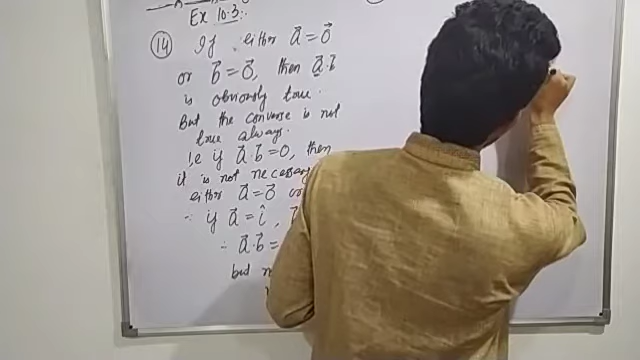 Ex 10.3:
(14) If either a⃗ = 0⃗
or b⃗ = 0⃗, then a⃗.b⃗
is obviously true.
But the converse is not
true always.
i.e if a⃗.b⃗ = 0, then
it is not necessary
either a⃗ = 0⃗ or
∵ if a⃗ = î,
∴ a⃗.b⃗ =
but